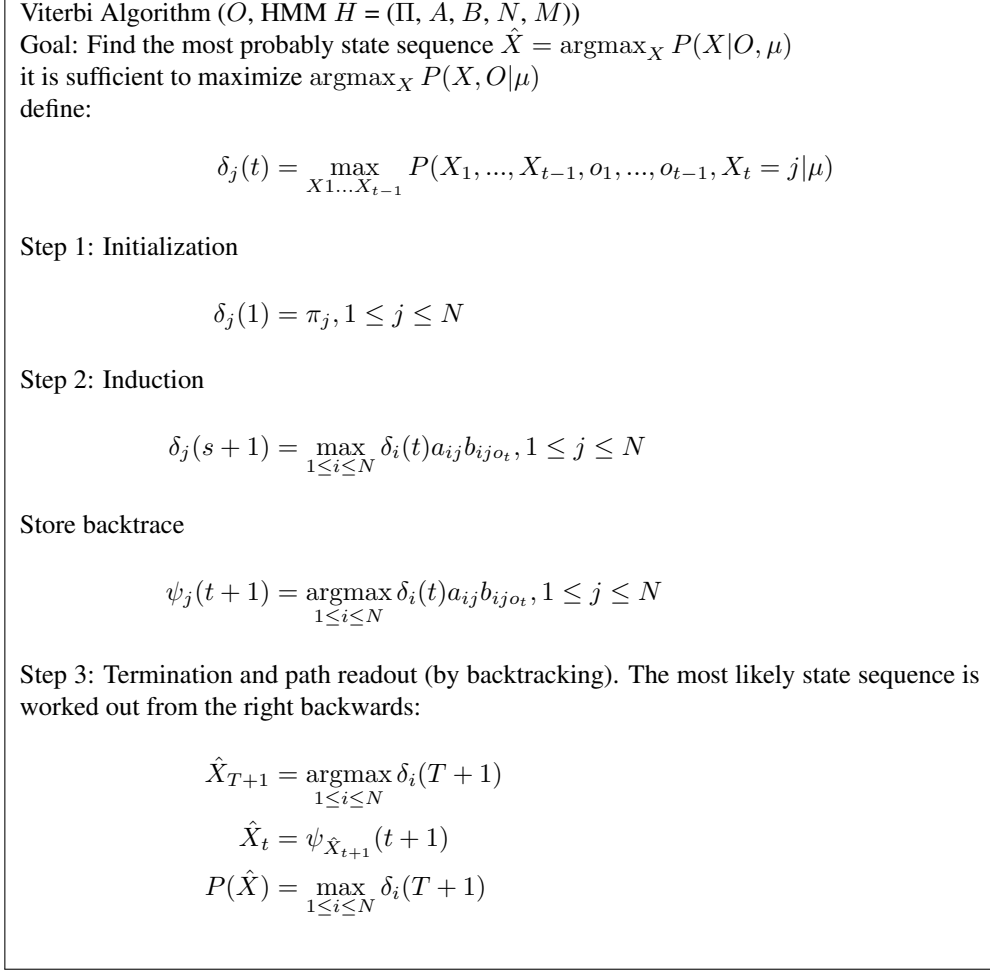 Viterbi Algorithm (O, HMM H = (Π, A, B, N, M))
Goal: Find the most probably state sequence X̂ = argmax_X P(X|O, μ)
it is sufficient to maximize argmax_X P(X, O|μ)
define:
δ_j(t) = max_{X1...X_{t−1}} P(X_1, ..., X_{t−1}, o_1, ..., o_{t−1}, X_t = j|μ)
Step 1: Initialization
δ_j(1) = π_j, 1 ≤ j ≤ N
Step 2: Induction
δ_j(s + 1) = max_{1≤i≤N} δ_i(t)a_{ij}b_{ijo_t}, 1 ≤ j ≤ N
Store backtrace
ψ_j(t + 1) = argmax_{1≤i≤N} δ_i(t)a_{ij}b_{ijo_t}, 1 ≤ j ≤ N
Step 3: Termination and path readout (by backtracking). The most likely state sequence is
worked out from the right backwards:
X̂_{T+1} = argmax_{1≤i≤N} δ_i(T + 1)
X̂_t = ψ_{X̂_{t+1}}(t + 1)
P(X̂) = max_{1≤i≤N} δ_i(T + 1)